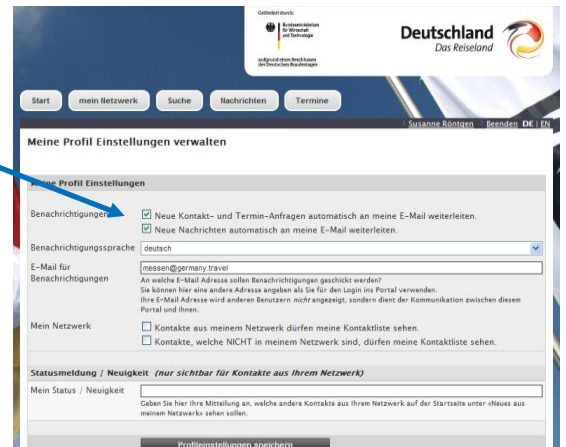 Gefördert durch:
Bundesministerium
für Wirtschaft
und Technologie
aufgrund eines Beschlusses
des Deutschen Bundestages
Deutschland
Das Reiseland
Start
mein Netzwerk
Suche
Nachrichten
Termine
Susanne Röntgen
Beenden
DE | EN
Meine Profil Einstellungen verwalten
Meine Profil Einstellungen
Benachrichtigungen
Neue Kontakt- und Termin-Anfragen automatisch an meine E-Mail weiterleiten.
Neue Nachrichten automatisch an meine E-Mail weiterleiten.
Benachrichtigungssprache
deutsch
E-Mail für
Benachrichtigungen
messen@germany.travel
An welche E-Mail Adresse sollen Benachrichtigungen geschickt werden?
Sie können hier eine andere Adresse angeben als Sie für den Login ins Portal verwenden.
Ihre E-Mail Adresse wird anderen Benutzern nicht angezeigt, sondern dient der Kommunikation zwischen diesem
Portal und Ihnen.
Mein Netzwerk
Kontakte aus meinem Netzwerk dürfen meine Kontaktliste sehen.
Kontakte, welche NICHT in meinem Netzwerk sind, dürfen meine Kontaktliste sehen.
Statusmeldung / Neuigkeit (nur sichtbar für Kontakte aus Ihrem Netzwerk)
Mein Status / Neuigkeit
Geben Sie hier Ihre Mitteilung an, welche andere Kontakte aus Ihrem Netzwerk auf der Startseite unter «Neues aus
meinem Netzwerk» sehen sollen.
Profileinstellungen speichern